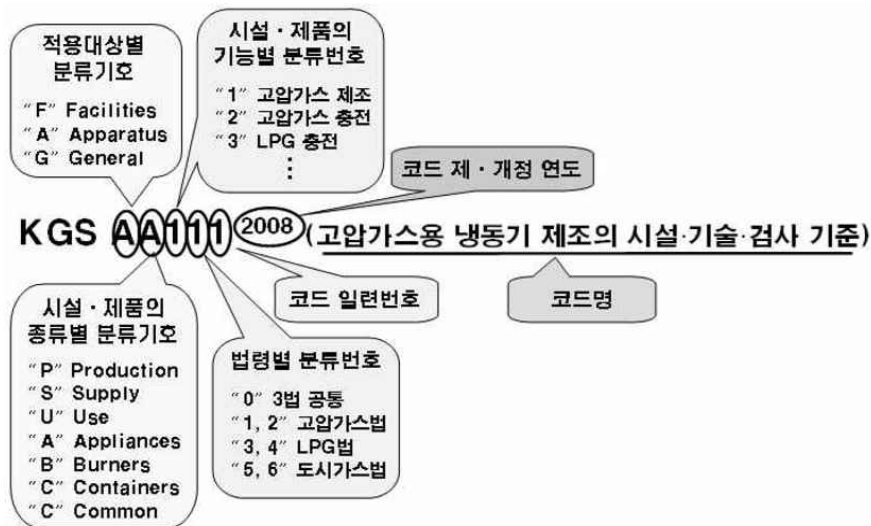 적용대상별
분류기호
"F" Facilities
"A" Apparatus
"G" General
시설·제품의
기능별 분류번호
"1" 고압가스 제조
"2" 고압가스 충전
"3" LPG 충전
⋮
코드 제·개정 연도
KGS AA111 2008 (고압가스용 냉동기 제조의 시설·기술·검사 기준)
코드 일련번호
코드명
시설·제품의
종류별 분류기호
"P" Production
"S" Supply
"U" Use
"A" Appliances
"B" Burners
"C" Containers
"C" Common
법령별 분류번호
"0" 3법 공통
"1, 2" 고압가스법
"3, 4" LPG법
"5, 6" 도시가스법